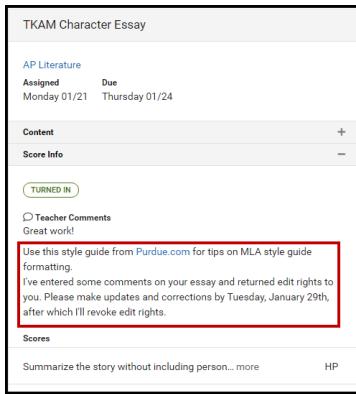 TKAM Character Essay
AP Literature
Assigned Due
Monday 01/21 Thursday 01/24
Content +
Score Info −
TURNED IN
Teacher Comments
Great work!
Use this style guide from Purdue.com for tips on MLA style guide
formatting.
I've entered some comments on your essay and returned edit rights to
you. Please make updates and corrections by Tuesday, January 29th,
after which I'll revoke edit rights.
Scores
Summarize the story without including person... more HP